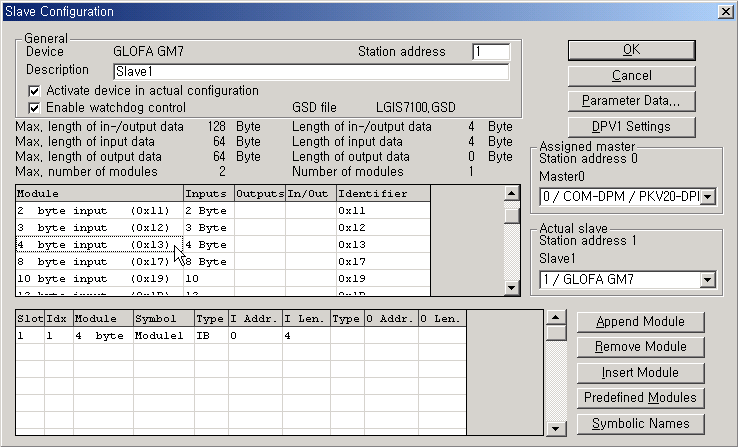 Slave Configuration
General
Device GLOFA GM7 Station address 1
Description Slave1
Activate device in actual configuration
Enable watchdog control GSD file LGIS7100.GSD
Max. length of in-/output data 128 Byte Length of in-/output data 4 Byte
Max. length of input data 64 Byte Length of input data 4 Byte
Max. length of output data 64 Byte Length of output data 0 Byte
Max. number of modules 2 Number of modules 1
OK
Cancel
Parameter Data...
DPV1 Settings
Assigned master
Station address 0
Master0
0 / COM-DPM / PKV20-DPI
Actual slave
Station address 1
Slave1
1 / GLOFA GM7
Module Inputs Outputs In/Out Identifier
2 byte input (0x11) 2 Byte 0x11
3 byte input (0x12) 3 Byte 0x12
4 byte input (0x13) 4 Byte 0x13
8 byte input (0x17) 8 Byte 0x17
10 byte input (0x19) 10 0x19
12 byte input (0x1B) 12 0x1B
Slot Idx Module Symbol Type I Addr. I Len. Type O Addr. O Len.
1 1 4 byte Module1 IB 0 4
Append Module
Remove Module
Insert Module
Predefined Modules
Symbolic Names